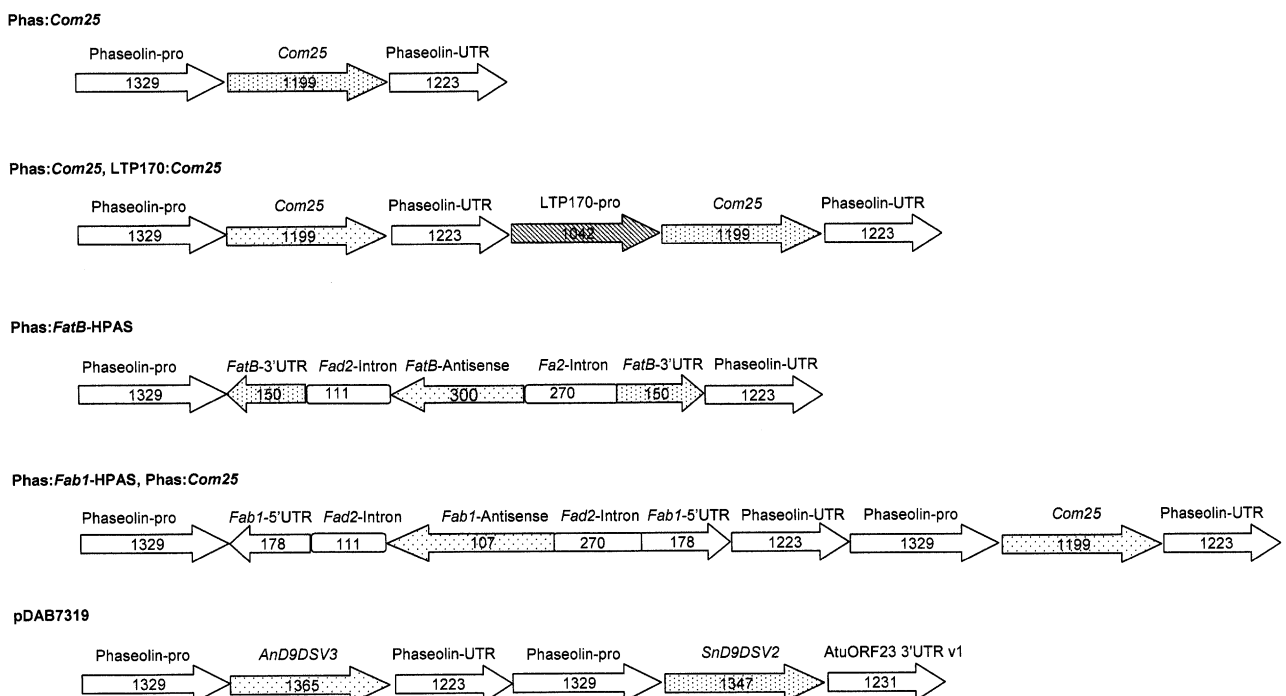 Phas:Com25
Phaseolin-pro Com25 Phaseolin-UTR
1329 1199 1223
Phas:Com25, LTP170:Com25
Phaseolin-pro Com25 Phaseolin-UTR LTP170-pro Com25 Phaseolin-UTR
1329 1199 1223 1042 1199 1223
Phas:FatB-HPAS
Phaseolin-pro FatB-3'UTR Fad2-Intron FatB-Antisense Fa2-Intron FatB-3'UTR Phaseolin-UTR
1329 150 111 300 270 150 1223
Phas:Fab1-HPAS, Phas:Com25
Phaseolin-pro Fab1-5'UTR Fad2-Intron Fab1-Antisense Fad2-Intron Fab1-5'UTR Phaseolin-UTR Phaseolin-pro Com25 Phaseolin-UTR
1329 178 111 107 270 178 1223 1329 1199 1223
pDAB7319
Phaseolin-pro AnD9DSV3 Phaseolin-UTR Phaseolin-pro SnD9DSV2 AtuORF23 3'UTR v1
1329 1365 1223 1329 1347 1231